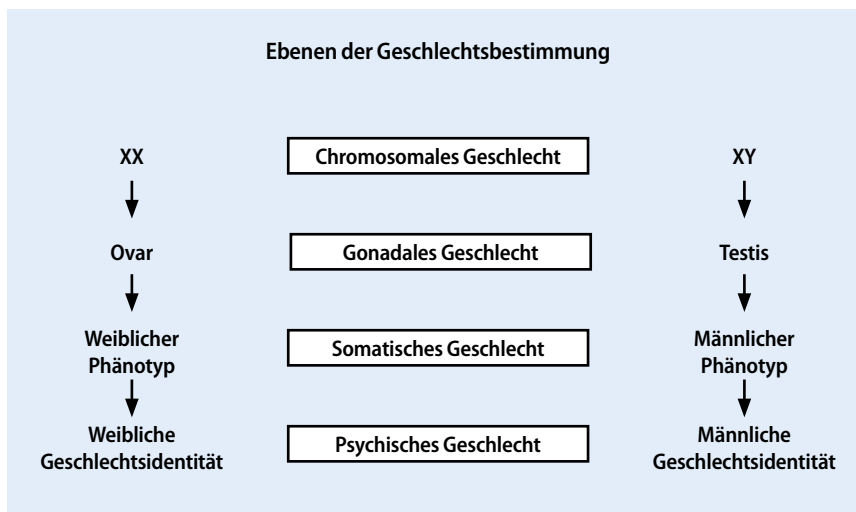 Ebenen der Geschlechtsbestimmung
XX
Chromosomales Geschlecht
XY
Ovar
Gonadales Geschlecht
Testis
Weiblicher
Phänotyp
Somatisches Geschlecht
Männlicher
Phänotyp
Weibliche
Geschlechtsidentität
Psychisches Geschlecht
Männliche
Geschlechtsidentität